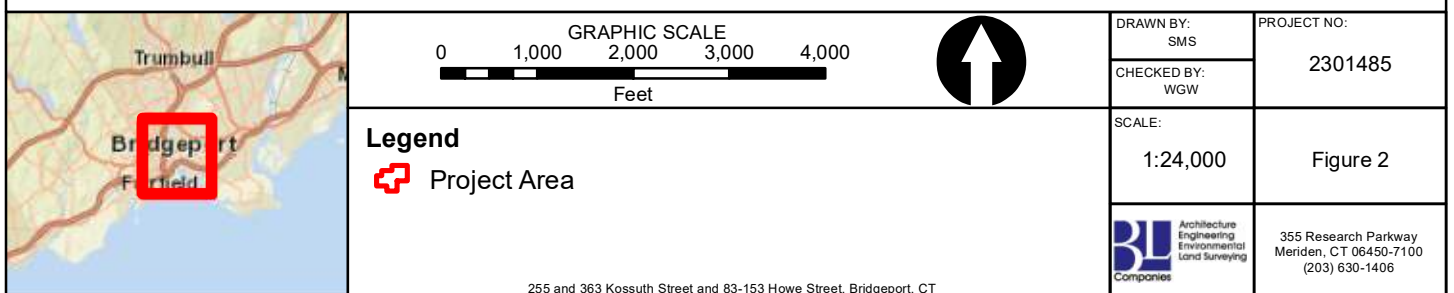 Trumbull
Bridgeport
Fairfield
GRAPHIC SCALE
0 1,000 2,000 3,000 4,000
Feet
Legend
Project Area
255 and 363 Kossuth Street and 83-153 Howe Street, Bridgeport, CT
DRAWN BY:
SMS
CHECKED BY:
WGW
SCALE:
1:24,000
PROJECT NO:
2301485
Figure 2
BL
Companies
Architecture
Engineering
Environmental
Land Surveying
355 Research Parkway
Meriden, CT 06450-7100
(203) 630-1406